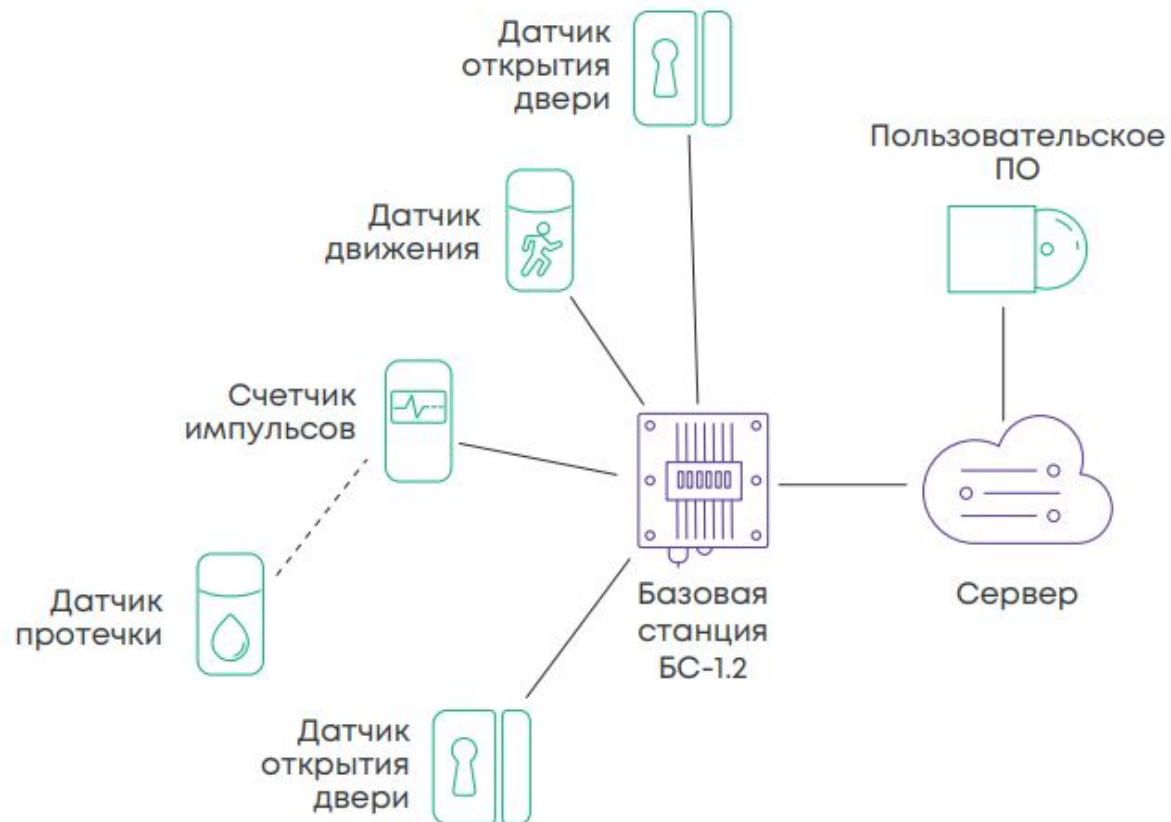 Датчик
открытия
двери
Пользовательское
ПО
Датчик
движения
Счетчик
импульсов
Датчик
протечки
Базовая
станция
БС-1.2
Сервер
Датчик
открытия
двери